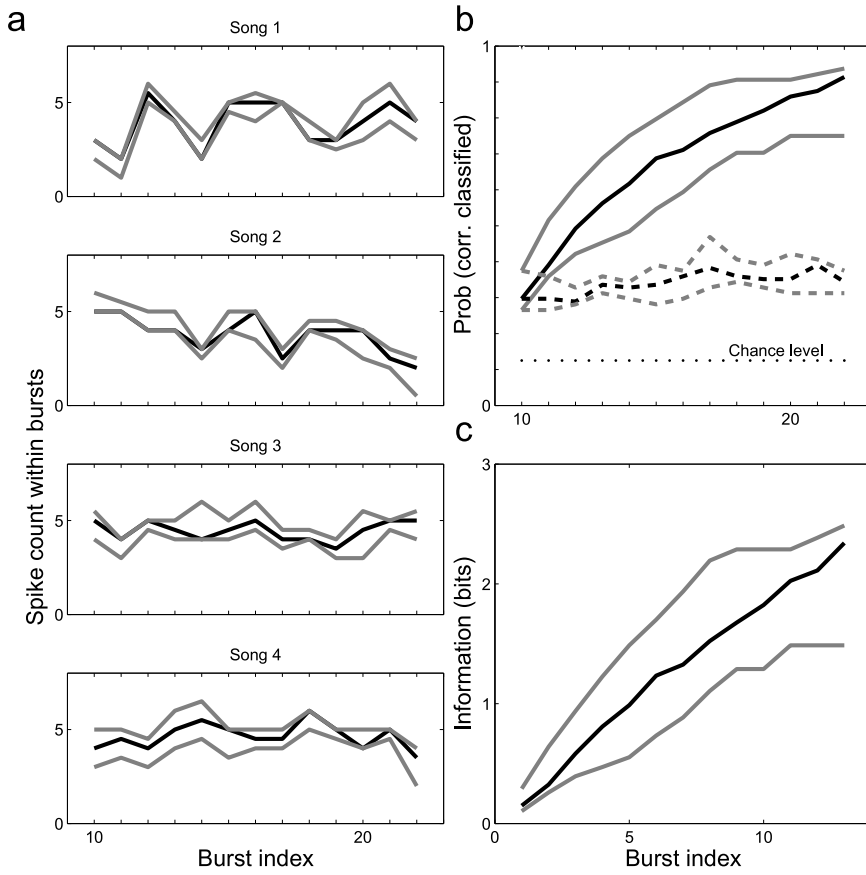 a
Song 1
5
0
Song 2
5
0
Song 3
5
0
Song 4
5
0
10
20
Burst index
Spike count within bursts
b
1
0
Prob (corr. classified)
Chance level
10
20
c
3
2
1
0
Information (bits)
0
5
10
Burst index